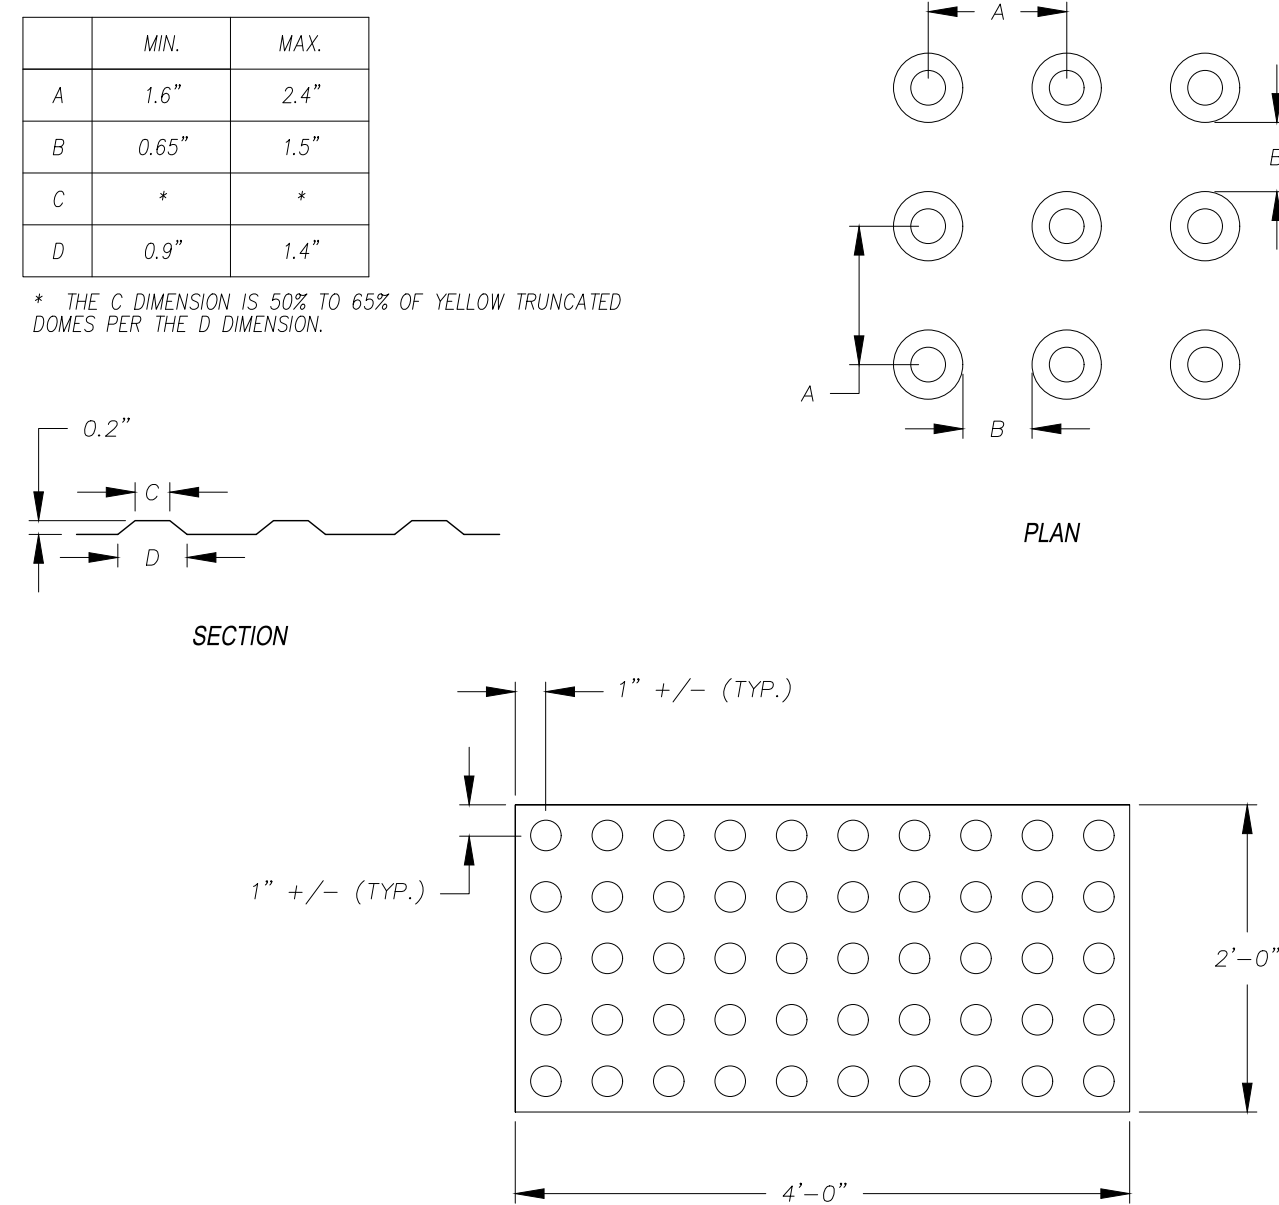 MIN. MAX.
A 1.6" 2.4"
B 0.65" 1.5"
C * *
D 0.9" 1.4"
* THE C DIMENSION IS 50% TO 65% OF YELLOW TRUNCATED
DOMES PER THE D DIMENSION.
A
B
A
B
PLAN
0.2"
C
D
SECTION
1" +/- (TYP.)
1" +/- (TYP.)
2'-0"
4'-0"